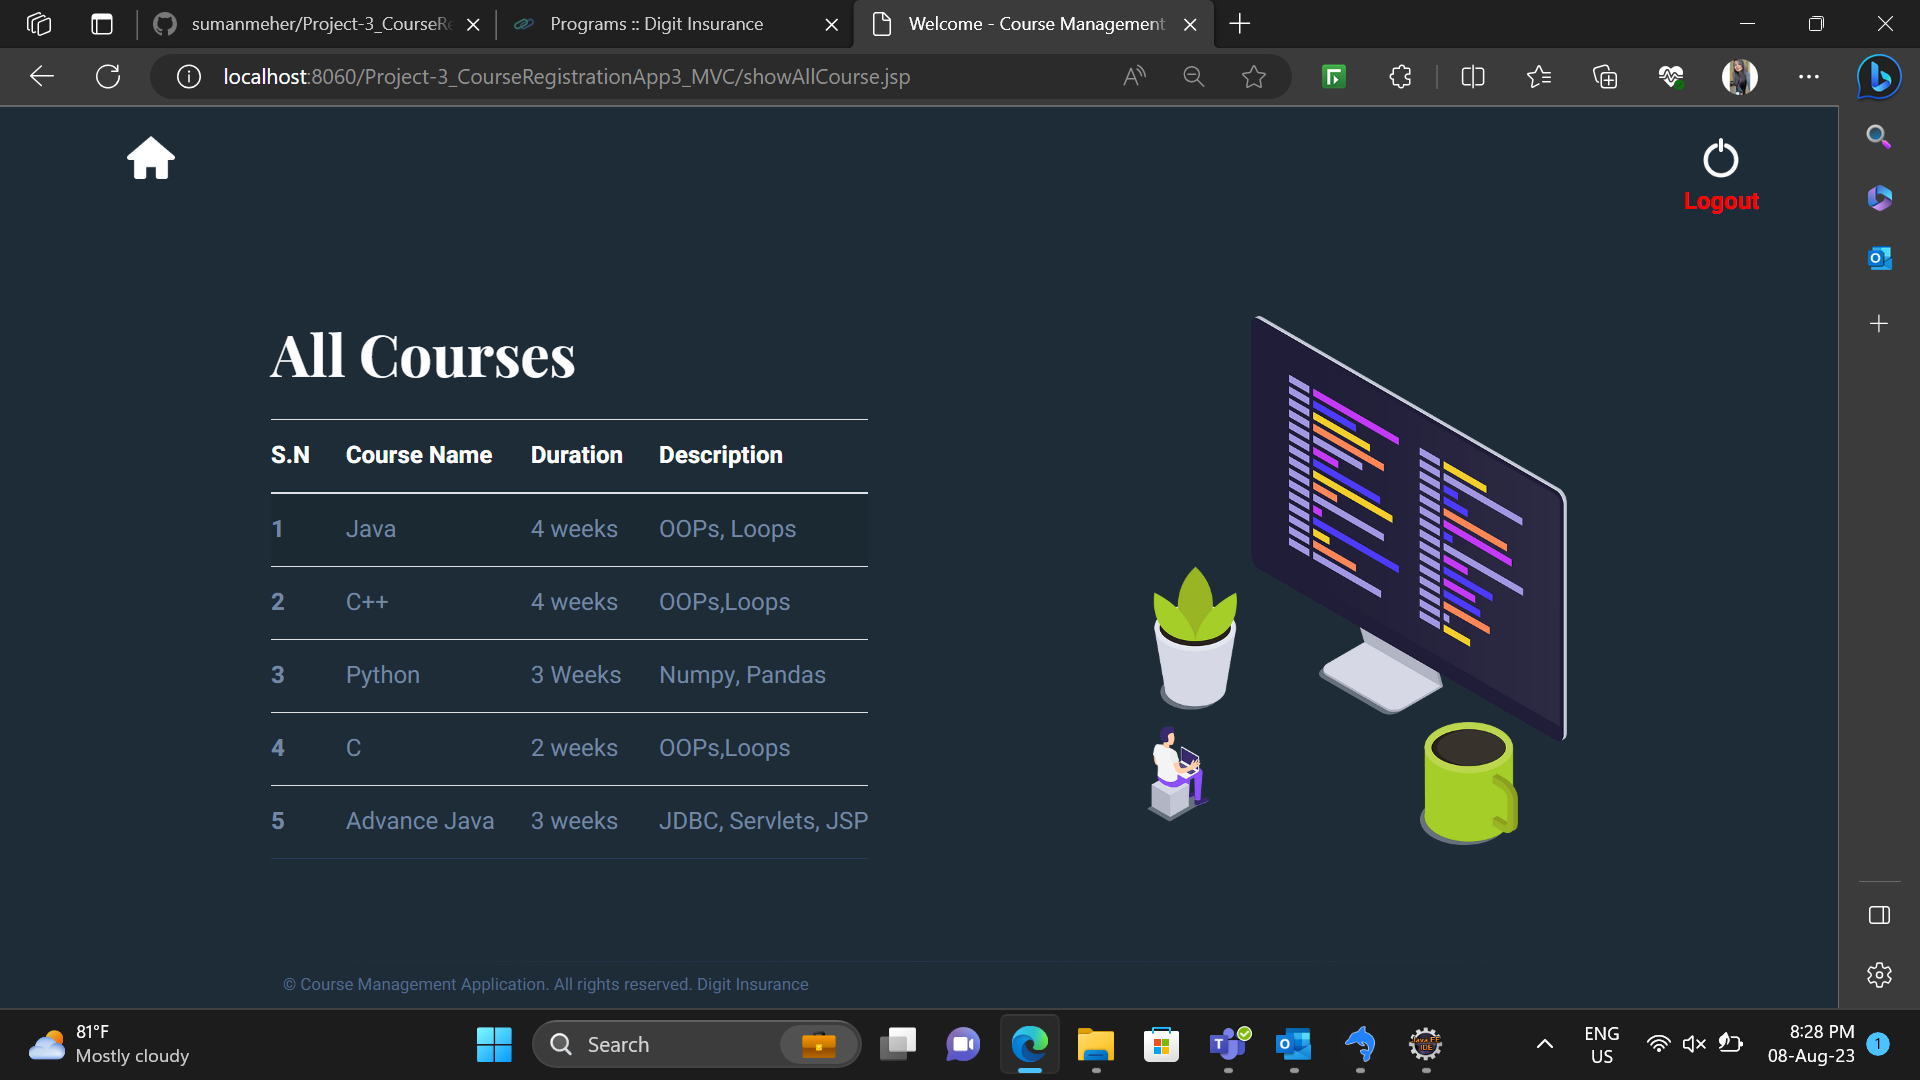 sumanmeher/Project-3_CourseRe
Programs :: Digit Insurance
Welcome - Course Management
localhost:8060/Project-3_CourseRegistrationApp3_MVC/showAllCourse.jsp
Logout
All Courses
S.N Course Name Duration Description
1 Java 4 weeks OOPs, Loops
2 C++ 4 weeks OOPs,Loops
3 Python 3 Weeks Numpy, Pandas
4 C 2 weeks OOPs,Loops
5 Advance Java 3 weeks JDBC, Servlets, JSP
© Course Management Application. All rights reserved. Digit Insurance
81°F
Mostly cloudy
Search
ENG
US
8:28 PM
08-Aug-23
1